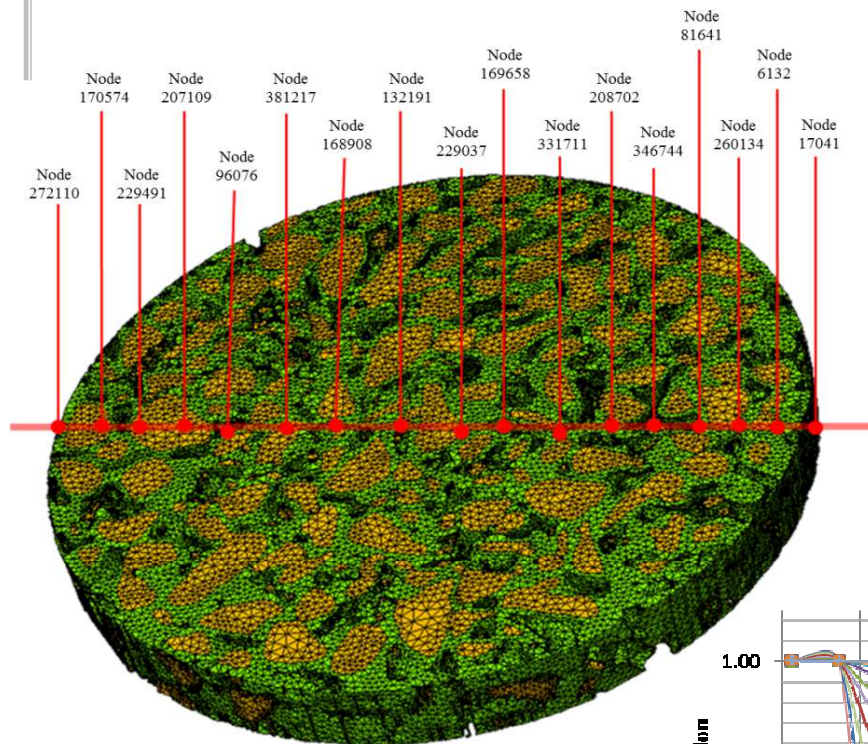 Node
81641
Node
169658
Node
6132
Node
170574
Node
207109
Node
381217
Node
132191
Node
208702
Node
168908
Node
229037
Node
331711
Node
346744
Node
260134
Node
17041
Node
96076
Node
272110
Node
229491
1.00
on